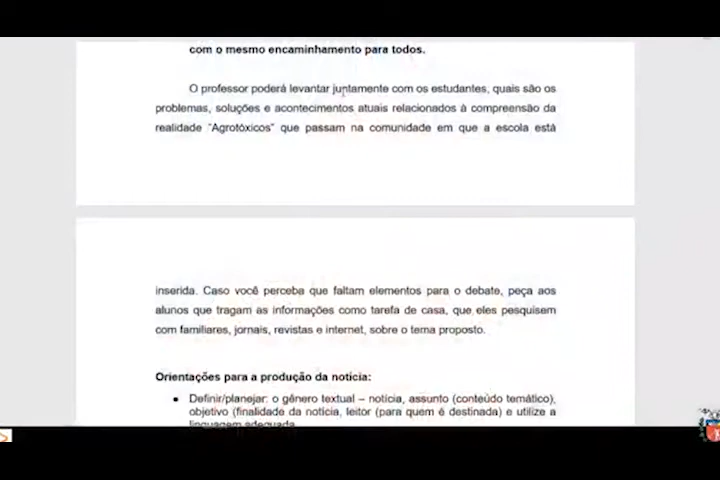 com o mesmo encaminhamento para todos.
O professor poderá levantar juntamente com os estudantes, quais são os
problemas, soluções e acontecimentos atuais relacionados à compreensão da
realidade "Agrotóxicos" que passam na comunidade em que a escola está
inserida. Caso você perceba que faltam elementos para o debate, peça aos
alunos que tragam as informações como tarefa de casa, que eles pesquisem
com familiares, jornais, revistas e internet, sobre o tema proposto.
Orientações para a produção da notícia:
• Definir/planejar: o gênero textual – notícia, assunto (conteúdo temático),
objetivo (finalidade da notícia, leitor (para quem é destinada) e utilize a
linguagem adequada